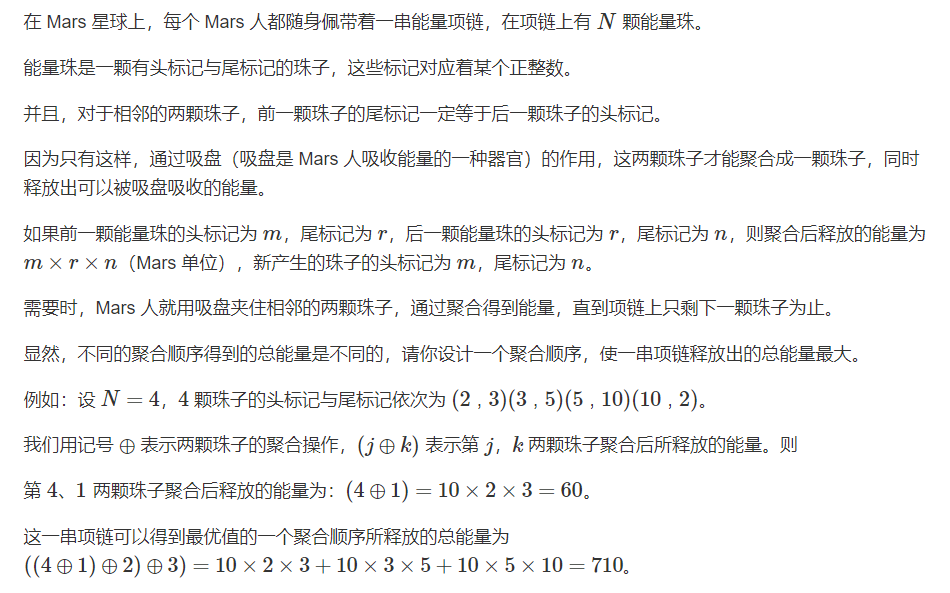 在 Mars 星球上，每个 Mars 人都随身佩带着一串能量项链，在项链上有 N 颗能量珠。
能量珠是一颗有头标记与尾标记的珠子，这些标记对应着某个正整数。
并且，对于相邻的两颗珠子，前一颗珠子的尾标记一定等于后一颗珠子的头标记。
因为只有这样，通过吸盘（吸盘是 Mars 人吸收能量的一种器官）的作用，这两颗珠子才能聚合成一颗珠子，同时
释放出可以被吸盘吸收的能量。
如果前一颗能量珠的头标记为 m，尾标记为 r，后一颗能量珠的头标记为 r，尾标记为 n，则聚合后释放的能量为
m × r × n（Mars 单位），新产生的珠子的头标记为 m，尾标记为 n。
需要时，Mars 人就用吸盘夹住相邻的两颗珠子，通过聚合得到能量，直到项链上只剩下一颗珠子为止。
显然，不同的聚合顺序得到的总能量是不同的，请你设计一个聚合顺序，使一串项链释放出的总能量最大。
例如：设 N = 4，4 颗珠子的头标记与尾标记依次为 (2，3)(3，5)(5，10)(10，2)。
我们用记号 ⊕ 表示两颗珠子的聚合操作，(j ⊕ k) 表示第 j，k 两颗珠子聚合后所释放的能量。则
第 4、1 两颗珠子聚合后释放的能量为：(4 ⊕ 1) = 10 × 2 × 3 = 60。
这一串项链可以得到最优值的一个聚合顺序所释放的总能量为
((4 ⊕ 1) ⊕ 2) ⊕ 3) = 10 × 2 × 3 + 10 × 3 × 5 + 10 × 5 × 10 = 710。